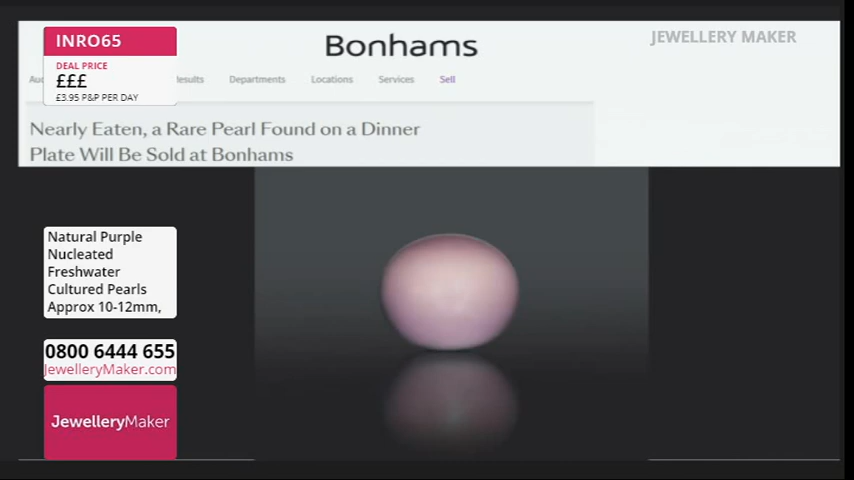 INRO65
DEAL PRICE
£££
£3.95 P&P PER DAY
Bonhams
JEWELLERY MAKER
Departments
Locations
Services
Sell
Nearly Eaten, a Rare Pearl Found on a Dinner
Plate Will Be Sold at Bonhams
Natural Purple
Nucleated
Freshwater
Cultured Pearls
Approx 10-12mm,
0800 6444 655
JewelleryMaker.com
JewelleryMaker